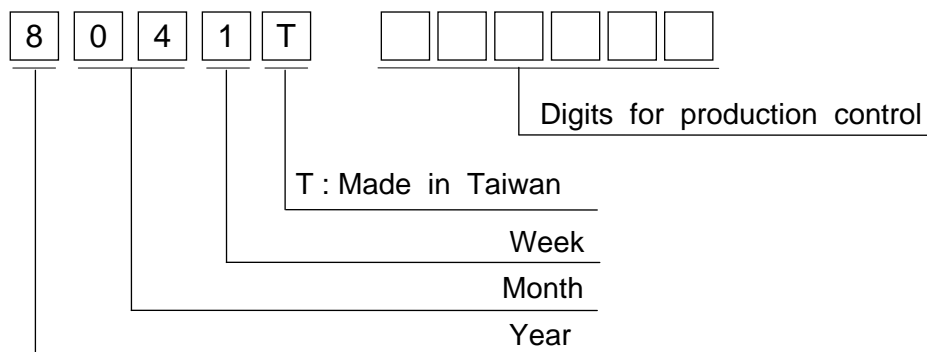 8 0 4 1 T
Digits for production control
T : Made in Taiwan
Week
Month
Year